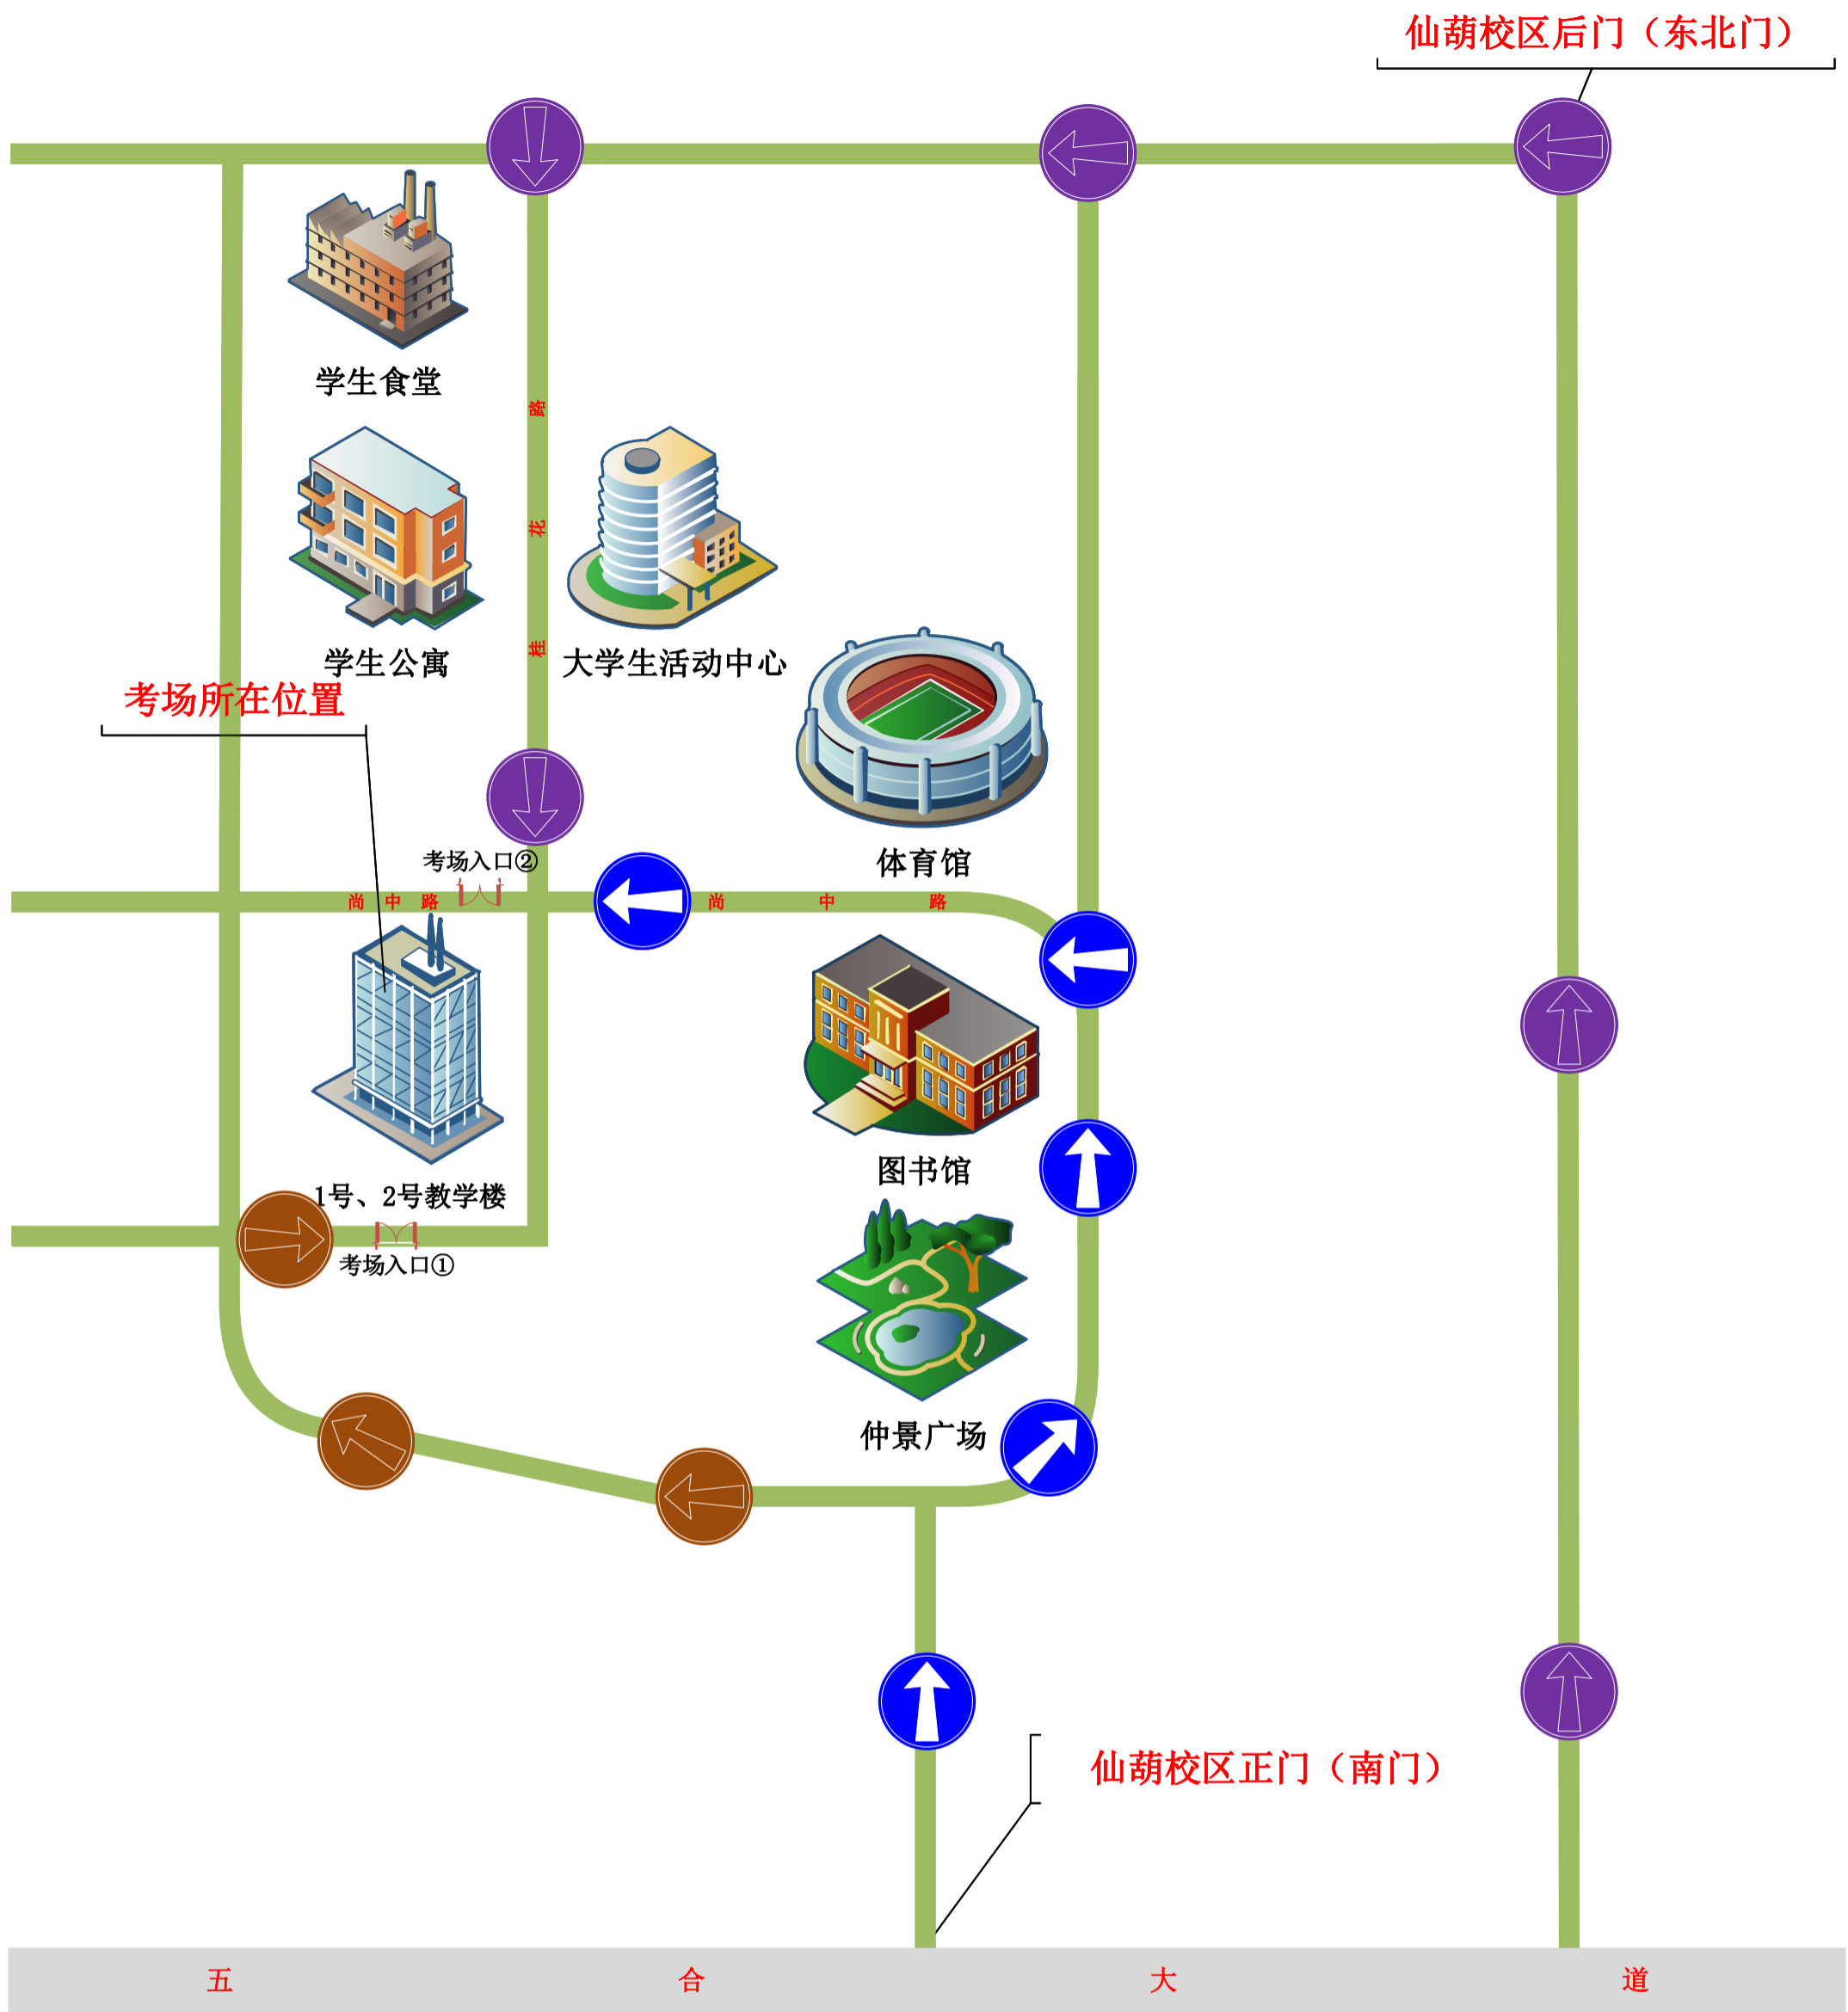 仙葫校区后门（东北门）
学生食堂
路
花
桂
学生公寓
大学生活动中心
考场所在位置
体育馆
考场入口②
尚中路
尚中路
图书馆
1号、2号教学楼
考场入口①
仲景广场
仙葫校区正门（南门）
五合大道